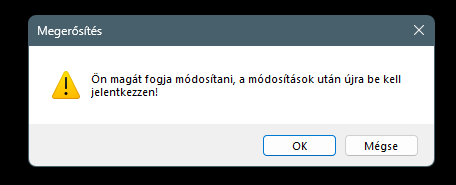 Megerősítés
Ön magát fogja módosítani, a módosítások után újra be kell
jelentkezzen!
OK
Mégse